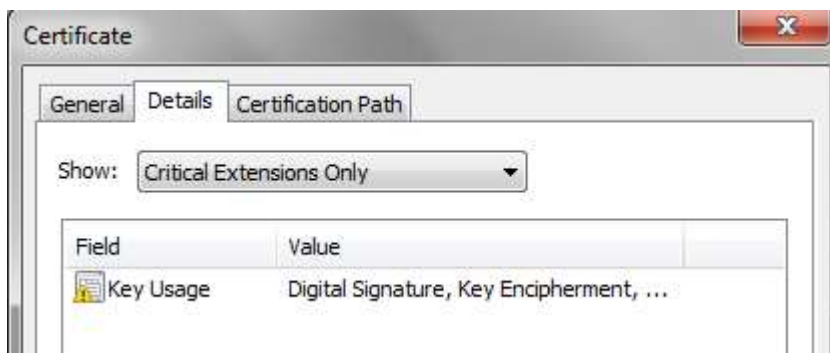 Certificate
General Details Certification Path
Show: Critical Extensions Only
Field Value
Key Usage Digital Signature, Key Encipherment, ...